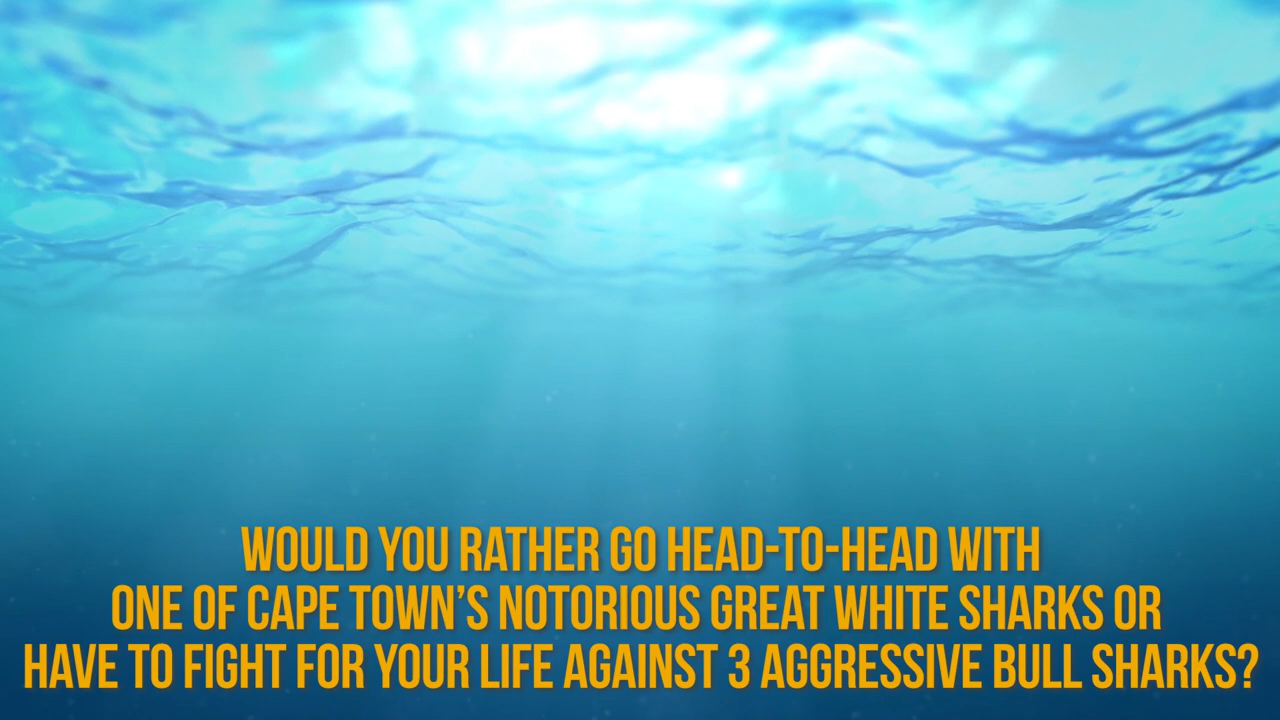 WOULD YOU RATHER GO HEAD-TO-HEAD WITH
ONE OF CAPE TOWN’S NOTORIOUS GREAT WHITE SHARKS OR
HAVE TO FIGHT FOR YOUR LIFE AGAINST 3 AGGRESSIVE BULL SHARKS?